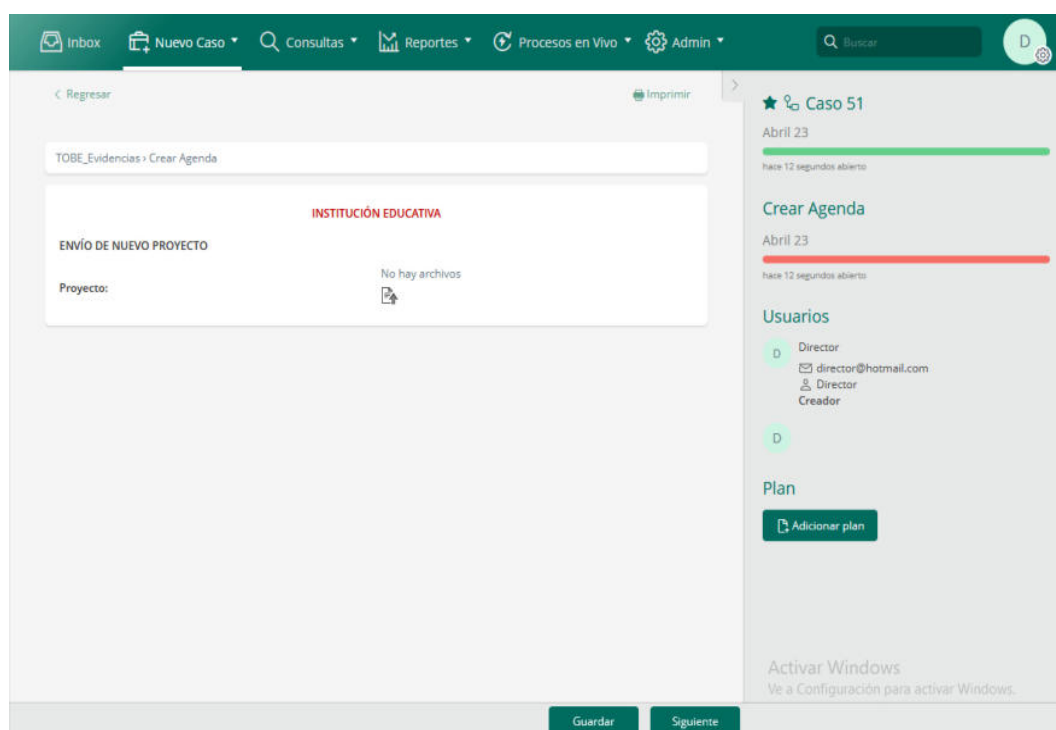 Inbox
Nuevo Caso
Consultas
Reportes
Procesos en Vivo
Admin
Buscar
D
Regresar
Imprimir
TOBE_Evidencias › Crear Agenda
INSTITUCIÓN EDUCATIVA
ENVÍO DE NUEVO PROYECTO
No hay archivos
Proyecto:
Caso 51
Abril 23
hace 12 segundos abierto
Crear Agenda
Abril 23
hace 12 segundos abierto
Usuarios
D
Director
director@hotmail.com
Director
Creador
D
Plan
Adicionar plan
Activar Windows
Ve a Configuración para activar Windows.
Guardar
Siguiente